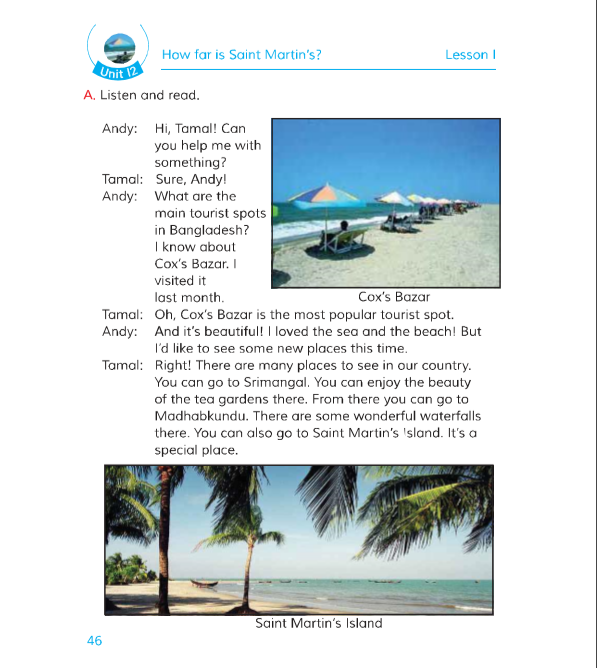 How far is Saint Martin's? Lesson 1
Unit 12
A. Listen and read.
Andy: Hi, Tamal! Can
you help me with
something?
Tamal: Sure, Andy!
Andy: What are the
main tourist spots
in Bangladesh?
I know about
Cox's Bazar. I
visited it
last month.
Cox's Bazar
Tamal: Oh, Cox's Bazar is the most popular tourist spot.
Andy: And it's beautiful! I loved the sea and the beach! But
I'd like to see some new places this time.
Tamal: Right! There are many places to see in our country.
You can go to Srimangal. You can enjoy the beauty
of the tea gardens there. From there you can go to
Madhabkundu. There are some wonderful waterfalls
there. You can also go to Saint Martin's Island. It's a
special place.
Saint Martin's Island
46